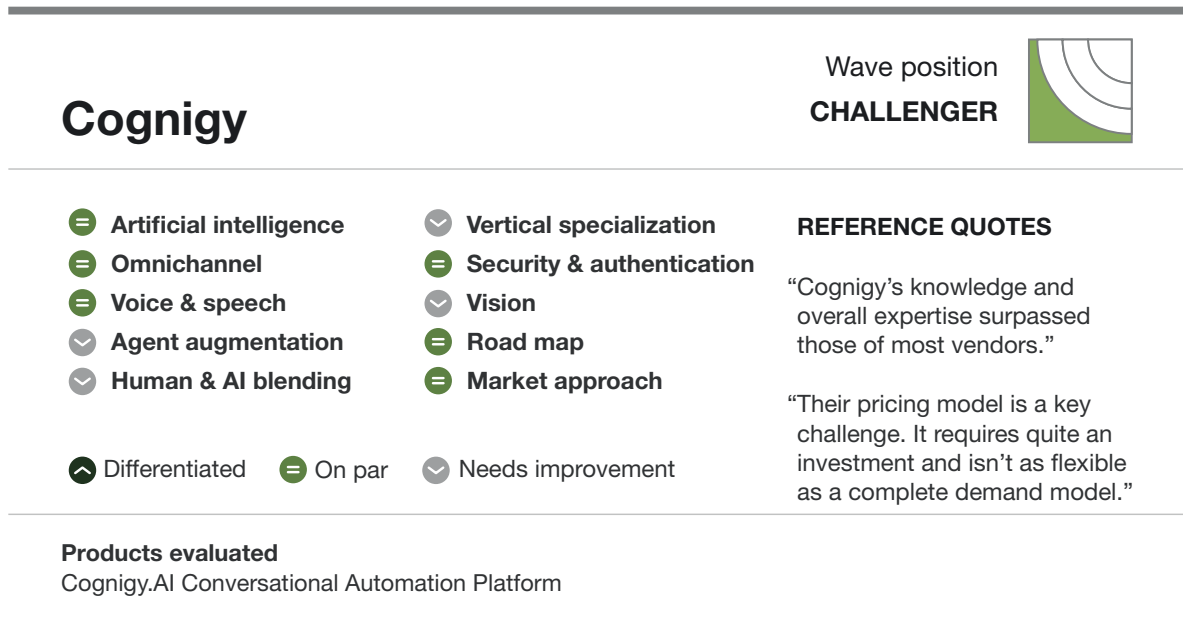 Cognigy
Wave position
CHALLENGER
Artificial intelligence
Omnichannel
Voice & speech
Agent augmentation
Human & AI blending
Vertical specialization
Security & authentication
Vision
Road map
Market approach
Differentiated
On par
Needs improvement
REFERENCE QUOTES
“Cognigy’s knowledge and
overall expertise surpassed
those of most vendors.”
“Their pricing model is a key
challenge. It requires quite an
investment and isn’t as flexible
as a complete demand model.”
Products evaluated
Cognigy.AI Conversational Automation Platform